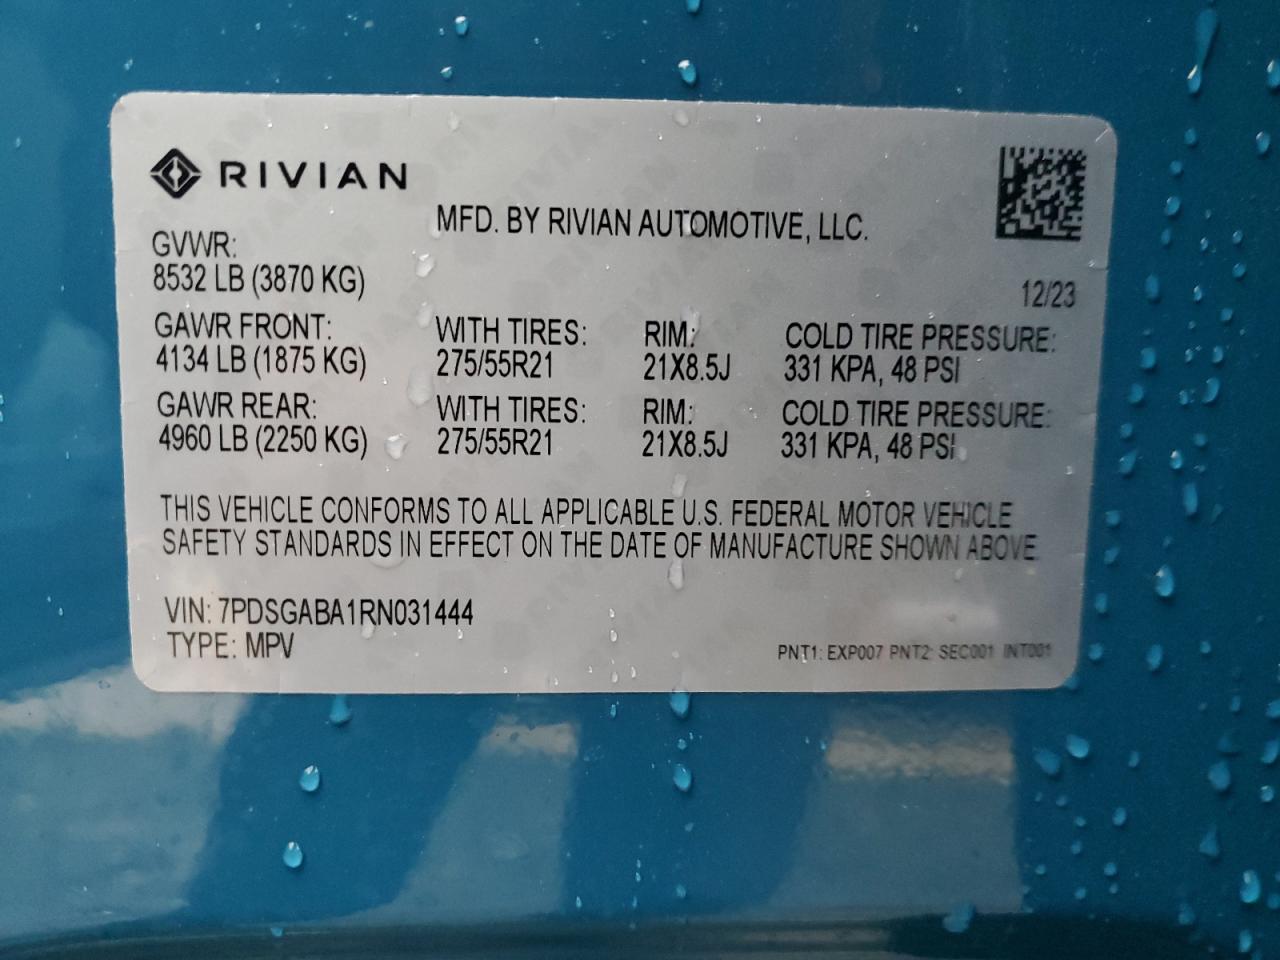 RIVIAN
MFD. BY RIVIAN AUTOMOTIVE, LLC.
GVWR:
8532 LB (3870 KG)
12/23
GAWR FRONT: WITH TIRES: RIM: COLD TIRE PRESSURE:
4134 LB (1875 KG) 275/55R21 21X8.5J 331 KPA, 48 PSI
GAWR REAR: WITH TIRES: RIM: COLD TIRE PRESSURE:
4960 LB (2250 KG) 275/55R21 21X8.5J 331 KPA, 48 PSI
THIS VEHICLE CONFORMS TO ALL APPLICABLE U.S. FEDERAL MOTOR VEHICLE
SAFETY STANDARDS IN EFFECT ON THE DATE OF MANUFACTURE SHOWN ABOVE
VIN: 7PDSGABA1RN031444
TYPE: MPV
PNT1: EXP007 PNT2: SEC001 INT001